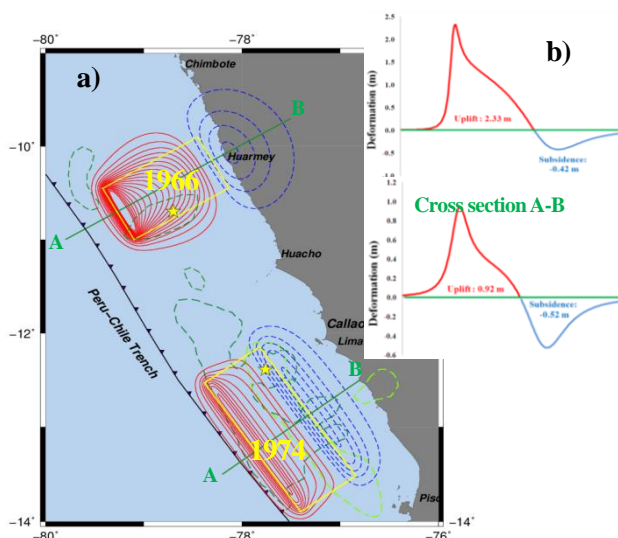 a)
−80
−78
Chimbote
B
−10
Huarmey
1966
A
Huacho
Peru−Chile Trench
−12
Calla
Lima
B
1974
A
Pisc
−14
−14
−80
−78
−76
b)
2.5
2.0
1.5
1.0
0.5
0.0
-0.5
Deformation (m)
Uplift : 2.33 m
Subsidence:
-0.42 m
Cross section A-B
1.0
0.8
0.6
0.4
0.2
0.0
-0.2
-0.4
-0.6
Deformation (m)
Uplift : 0.92 m
Subsidence:
-0.52 m